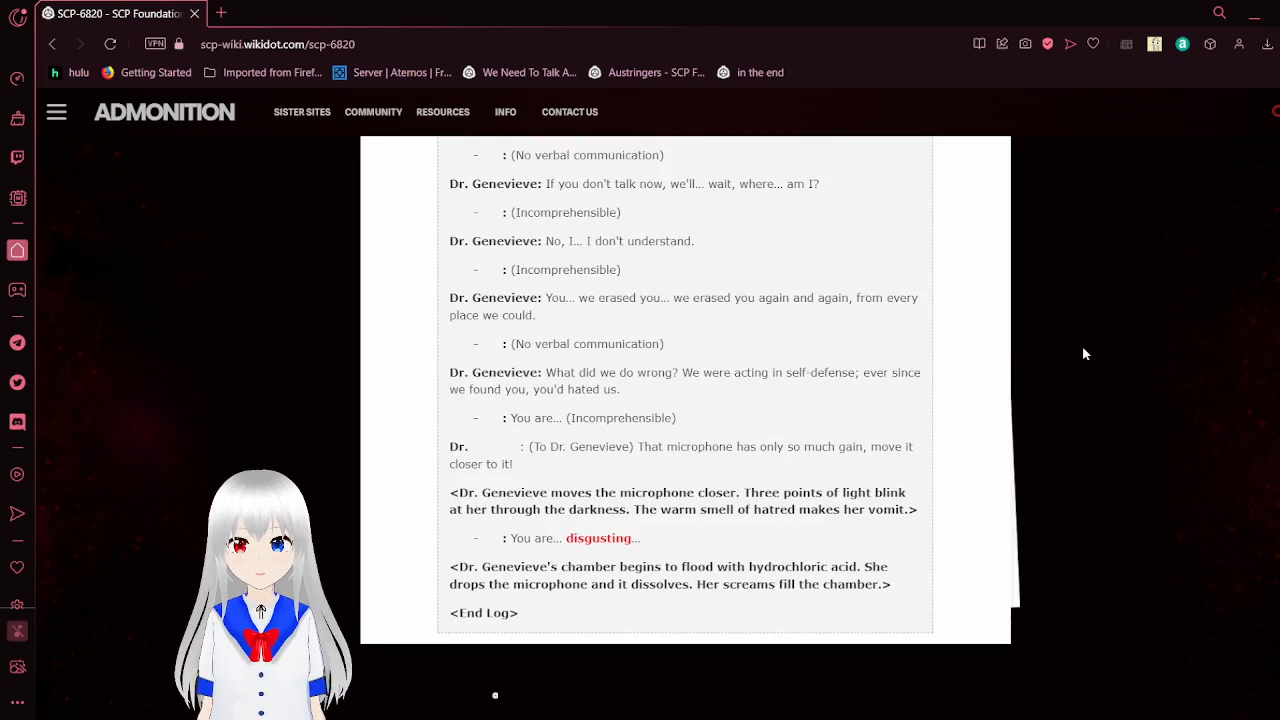 SCP-6820 - SCP Foundation
scp-wiki.wikidot.com/scp-6820
VPN
hulu
Getting Started
Imported from Firef...
Server | Aternos | Fr...
We Need To Talk A...
Austringers - SCP F...
in the end
ADMONITION
SISTER SITES
COMMUNITY
RESOURCES
INFO
CONTACT US
- : (No verbal communication)
Dr. Genevieve: If you don't talk now, we'll… wait, where… am I?
- : (Incomprehensible)
Dr. Genevieve: No, I… I don't understand.
- : (Incomprehensible)
Dr. Genevieve: You… we erased you… we erased you again and again, from every
place we could.
- : (No verbal communication)
Dr. Genevieve: What did we do wrong? We were acting in self-defense; ever since
we found you, you'd hated us.
- : You are… (Incomprehensible)
Dr. : (To Dr. Genevieve) That microphone has only so much gain, move it
closer to it!
<Dr. Genevieve moves the microphone closer. Three points of light blink
at her through the darkness. The warm smell of hatred makes her vomit.>
- : You are… disgusting…
<Dr. Genevieve's chamber begins to flood with hydrochloric acid. She
drops the microphone and it dissolves. Her screams fill the chamber.>
<End Log>